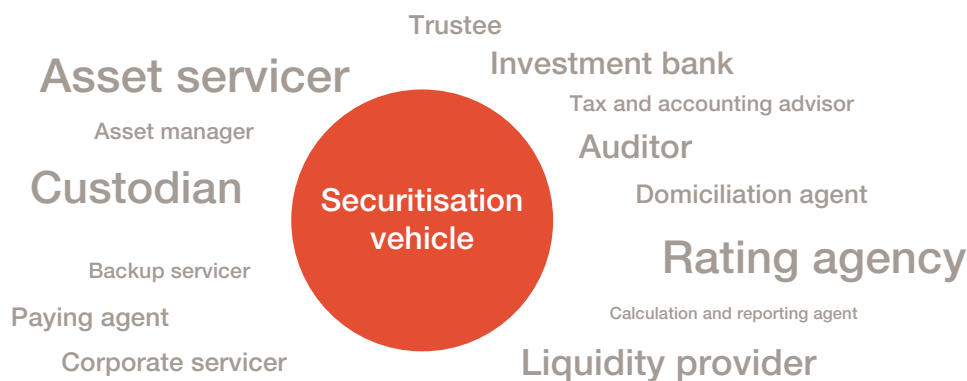 Trustee
Asset servicer
Investment bank
Tax and accounting advisor
Asset manager
Auditor
Custodian
Securitisation
vehicle
Domiciliation agent
Rating agency
Backup servicer
Paying agent
Calculation and reporting agent
Corporate servicer
Liquidity provider